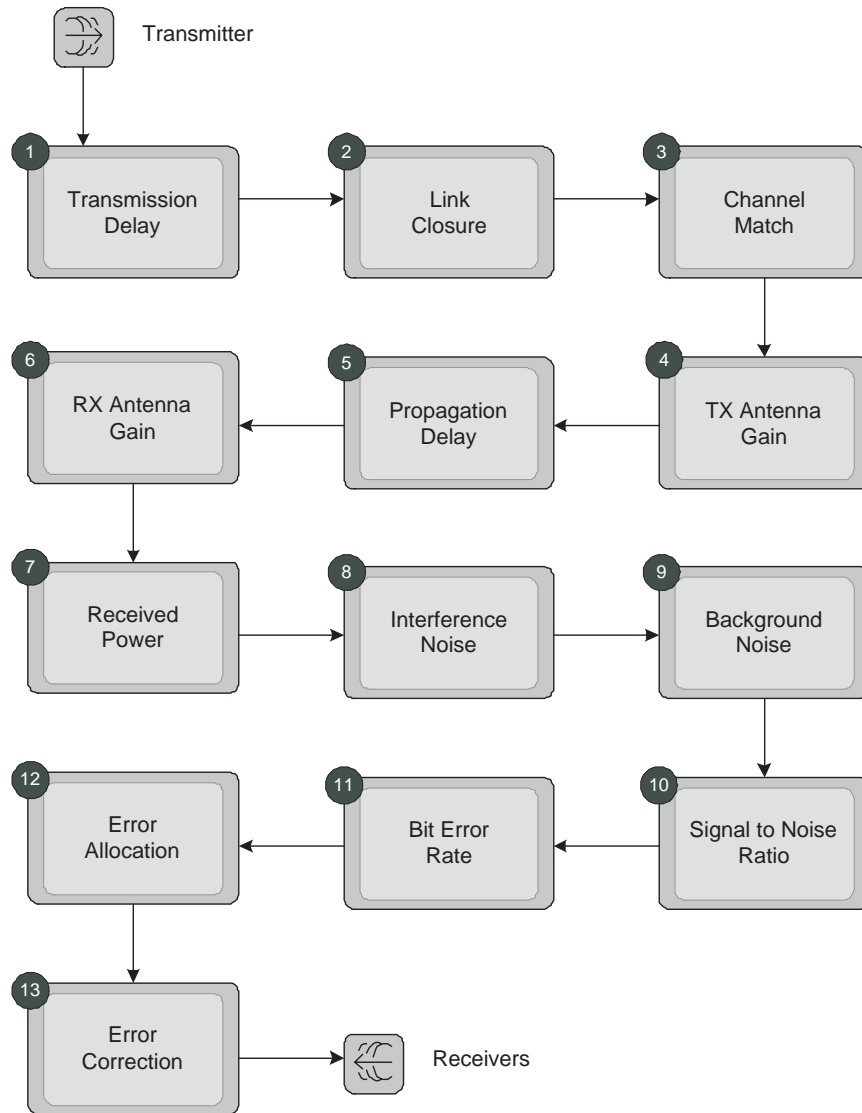 Transmitter
1
Transmission
Delay
2
Link
Closure
3
Channel
Match
4
TX Antenna
Gain
5
Propagation
Delay
6
RX Antenna
Gain
7
Received
Power
8
Interference
Noise
9
Background
Noise
10
Signal to Noise
Ratio
11
Bit Error
Rate
12
Error
Allocation
13
Error
Correction
Receivers